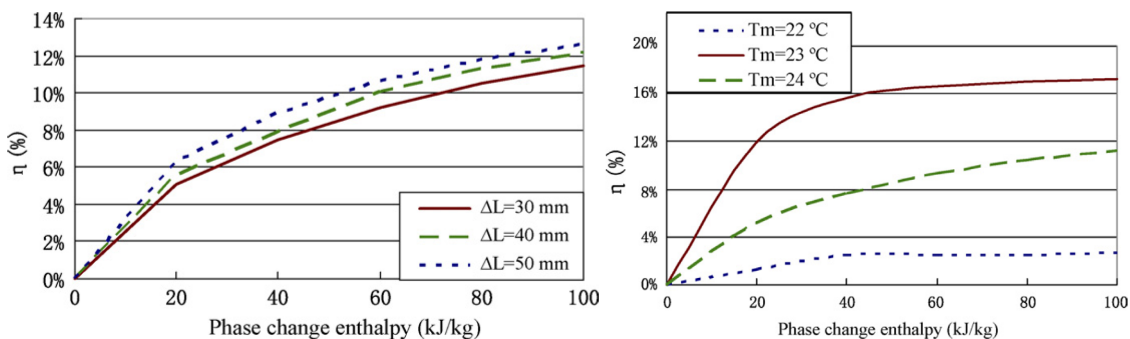 14%
12%
10%
8%
6%
4%
2%
0%
η (%)
0 20 40 60 80 100
Phase change enthalpy (kJ/kg)
ΔL=30 mm
ΔL=40 mm
ΔL=50 mm
Tm=22 ºC
Tm=23 ºC
Tm=24 ºC
20%
16%
12%
8%
4%
0%
η (%)
0 20 40 60 80 100
Phase change enthalpy (kJ/kg)